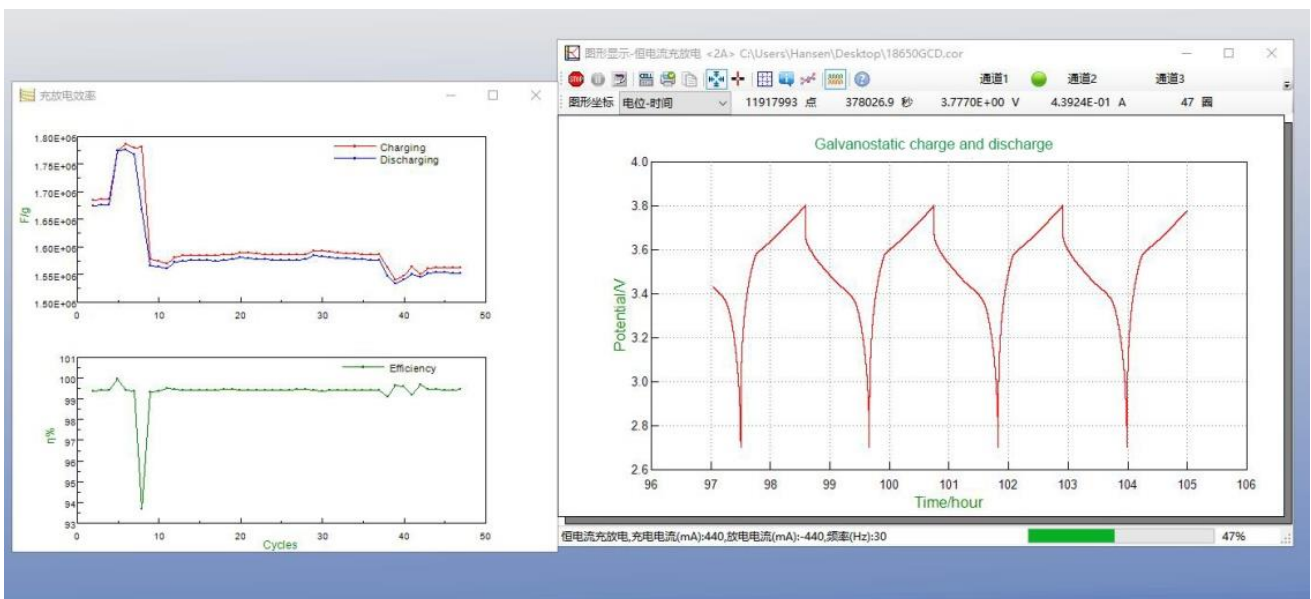 充放电效率
1.80E+06
1.75E+06
1.70E+06
1.65E+06
1.60E+06
1.55E+06
1.50E+06
F/g
Charging
Discharging
0 10 20 30 40 50
101
100
99
98
97
96
95
94
93
η%
Efficiency
0 10 20 30 40 50
Cycles
图形显示-恒电流充放电 <2A> C:\Users\Hansen\Desktop\18650GCD.cor
STOP 通道1 通道2 通道3
图形坐标 电位-时间 11917993 点 378026.9 秒 3.7770E+00 V 4.3924E-01 A 47 圈
Galvanostatic charge and discharge
4.0
3.8
3.6
3.4
3.2
3.0
2.8
2.6
Potential/V
96 97 98 99 100 101 102 103 104 105 106
Time/hour
恒电流充放电,充电电流(mA):440,放电电流(mA):-440,频率(Hz):30 47%